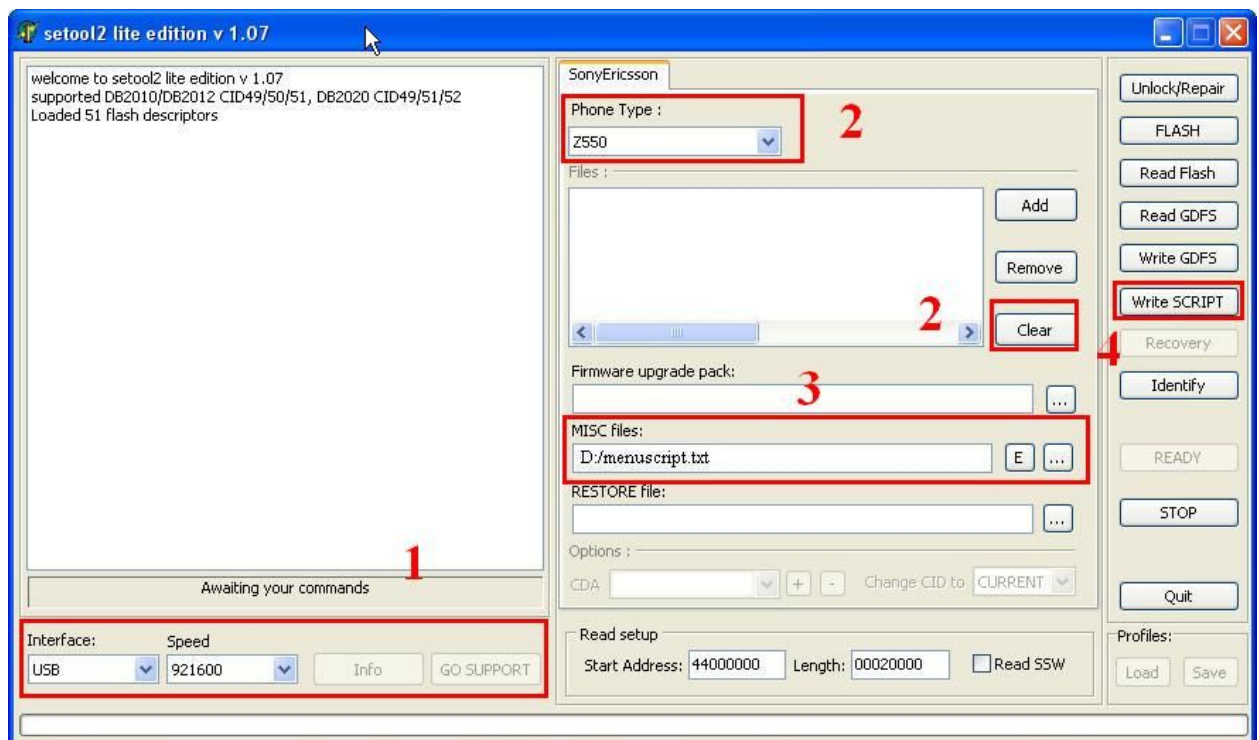 setool2 lite edition v 1.07
welcome to setool2 lite edition v 1.07
supported DB2010/DB2012 CID49/50/51, DB2020 CID49/51/52
Loaded 51 flash descriptors
1
Awaiting your commands
Interface:
Speed
USB
921600
Info
GO SUPPORT
SonyEricsson
Phone Type :
2
Z550
Files :
Add
Remove
2
Clear
Firmware upgrade pack:
3
...
MISC files:
D:/menuscript.txt
E
...
RESTORE file:
...
Options :
CDA
+
-
Change CID to
CURRENT
Read setup
Start Address:
44000000
Length:
00020000
Read SSW
Unlock/Repair
FLASH
Read Flash
Read GDFS
Write GDFS
Write SCRIPT
4
Recovery
Identify
READY
STOP
Quit
Profiles:
Load
Save